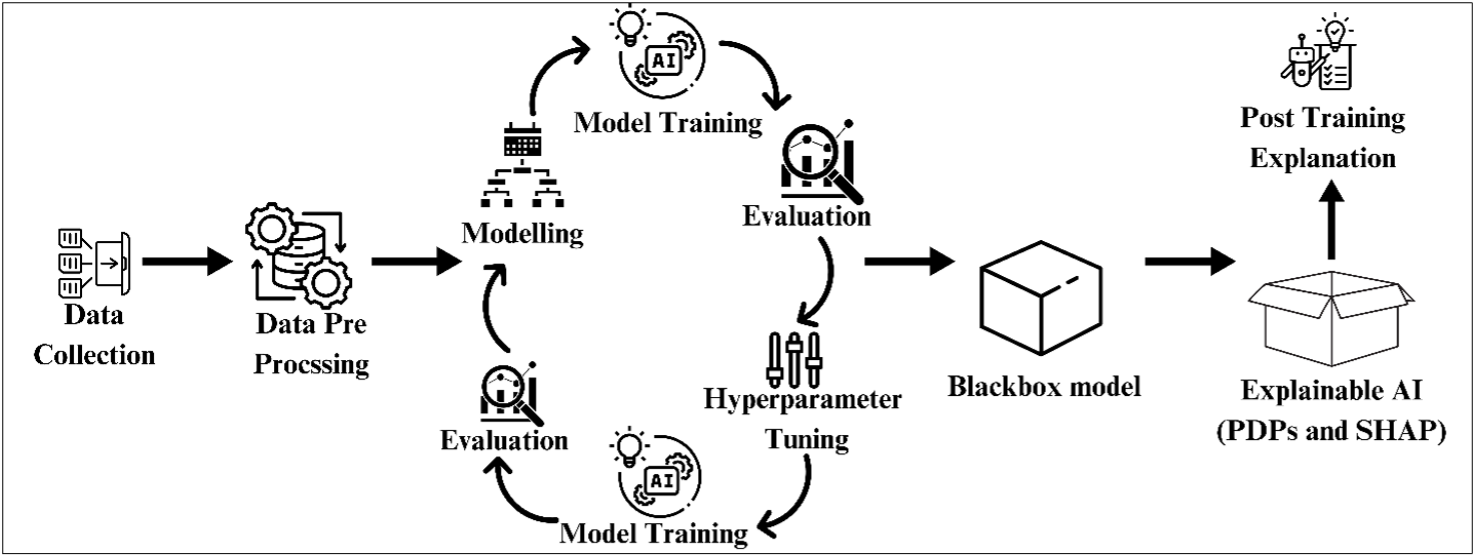 Data
Collection
Data Pre
Procssing
Modelling
AI
Model Training
Evaluation
Hyperparameter
Tuning
AI
Model Training
Evaluation
Blackbox model
Explainable AI
(PDPs and SHAP)
Post Training
Explanation